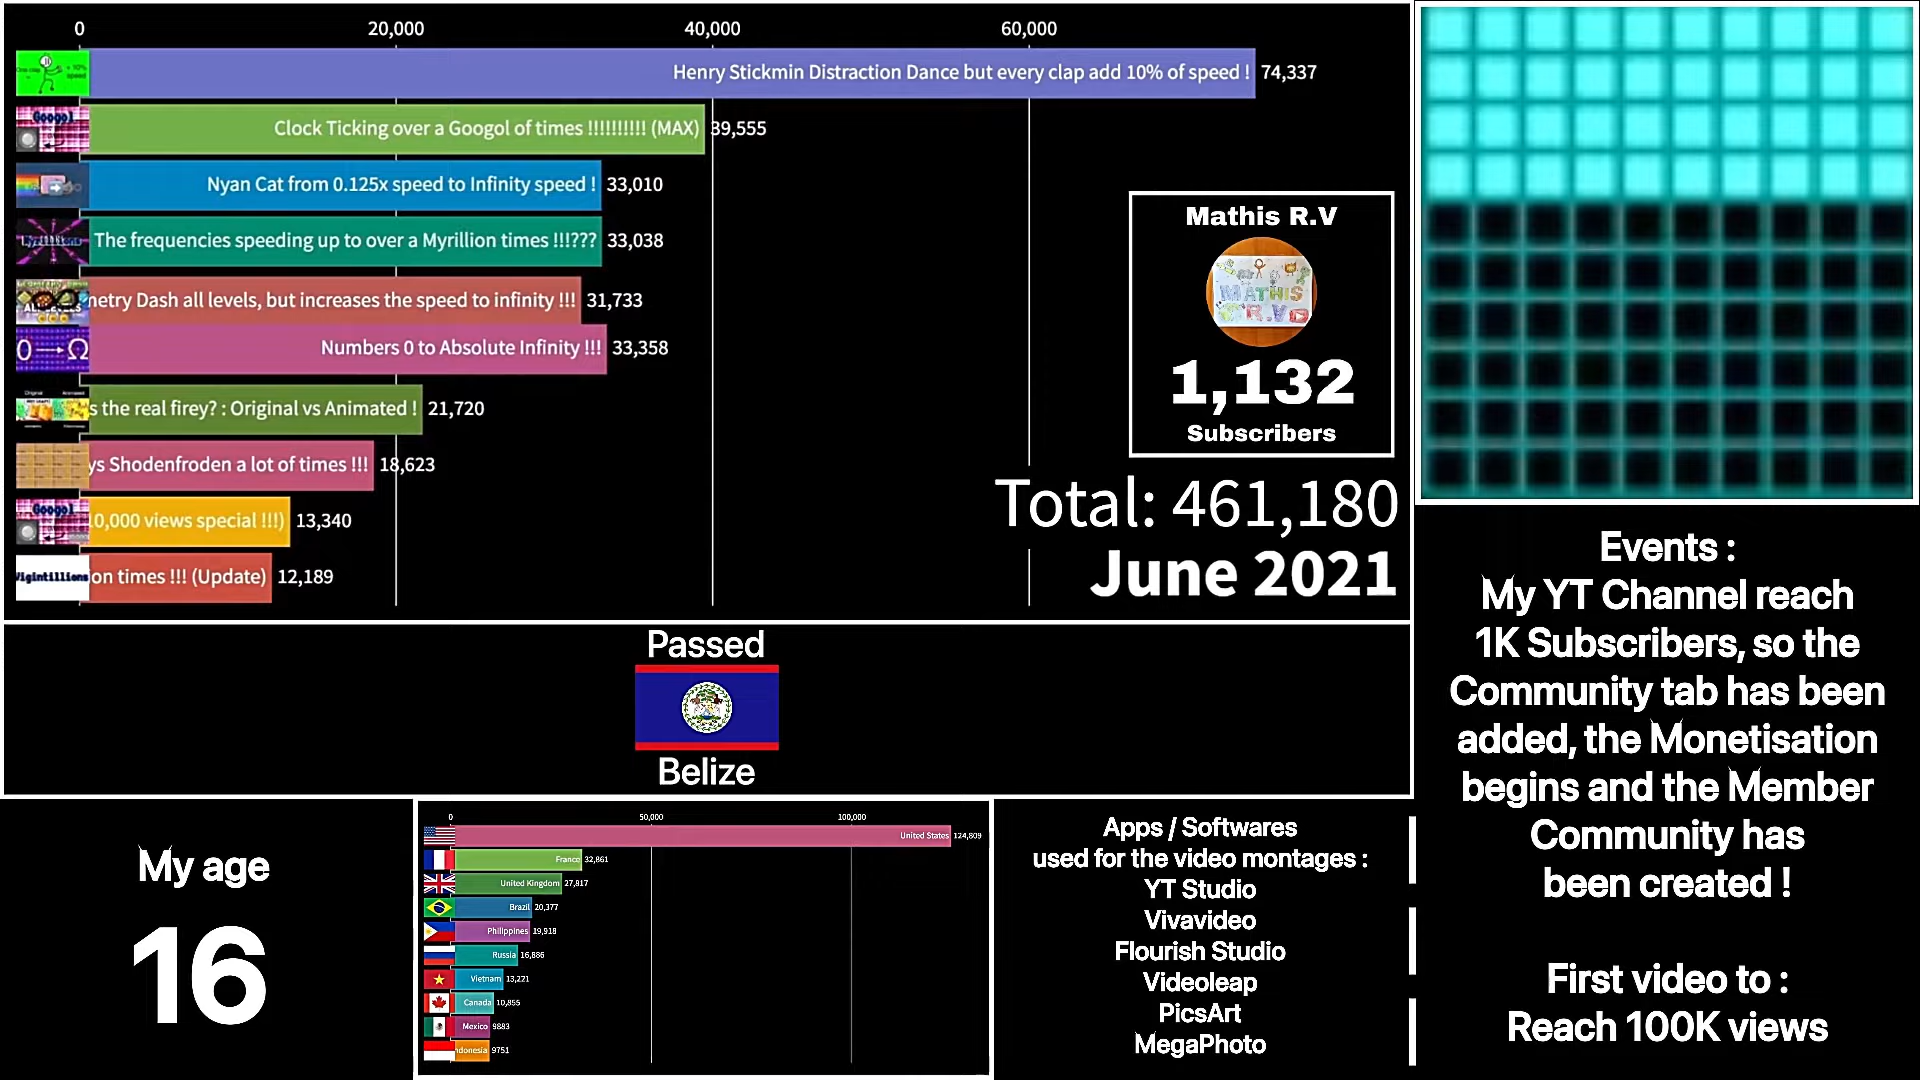 0 20,000 40,000 60,000
Henry Stickmin Distraction Dance but every clap add 10% of speed ! 74,337
Googol
Clock Ticking over a Googol of times !!!!!!!!!! (MAX) 39,555
Nyan Cat from 0.125x speed to Infinity speed ! 33,010
The frequencies speeding up to over a Myrillion times !!!??? 33,038
netry Dash all levels, but increases the speed to infinity !!! 31,733
0→Ω Numbers 0 to Absolute Infinity !!! 33,358
s the real firey? : Original vs Animated ! 21,720
ys Shodenfroden a lot of times !!! 18,623
Googol
0,000 views special !!!) 13,340
Vigintillions on times !!! (Update) 12,189
Mathis R.V
MATHIS
R.V
1,132
Subscribers
Total: 461,180
June 2021
Passed
Belize
My age
16
0 50,000 100,000
United States 124,809
France 32,861
United Kingdom 27,817
Brazil 20,377
Philippines 19,918
Russia 16,886
Vietnam 13,221
Canada 10,855
Mexico 9883
ndonesia 9751
Apps / Softwares
used for the video montages :
YT Studio
Vivavideo
Flourish Studio
Videoleap
PicsArt
MegaPhoto
Events :
My YT Channel reach
1K Subscribers, so the
Community tab has been
added, the Monetisation
begins and the Member
Community has
been created !
First video to :
Reach 100K views